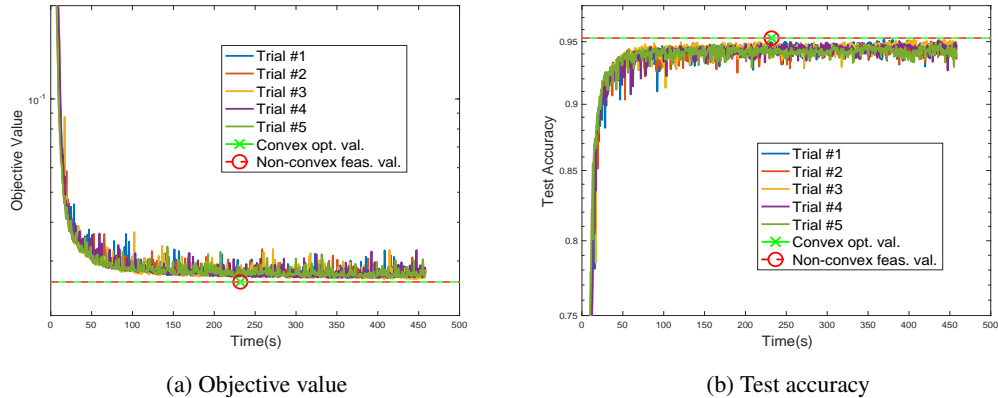 Objective Value
10⁻¹
Trial #1
Trial #2
Trial #3
Trial #4
Trial #5
Convex opt. val.
Non-convex feas. val.
0 50 100 150 200 250 300 350 400 450 500
Time(s)
(a) Objective value
Test Accuracy
0.95
0.9
0.85
0.8
0.75
Trial #1
Trial #2
Trial #3
Trial #4
Trial #5
Convex opt. val.
Non-convex feas. val.
0 50 100 150 200 250 300 350 400 450 500
Time(s)
(b) Test accuracy